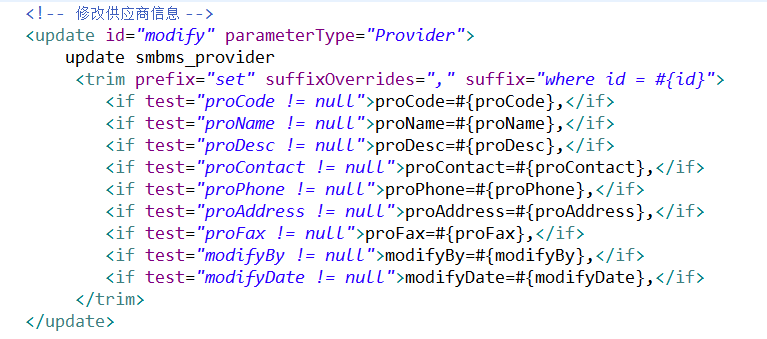 <!-- 修改供应商信息 -->
<update id="modify" parameterType="Provider">
update smbms_provider
<trim prefix="set" suffixOverrides="," suffix="where id = #{id}">
<if test="proCode != null">proCode=#{proCode},</if>
<if test="proName != null">proName=#{proName},</if>
<if test="proDesc != null">proDesc=#{proDesc},</if>
<if test="proContact != null">proContact=#{proContact},</if>
<if test="proPhone != null">proPhone=#{proPhone},</if>
<if test="proAddress != null">proAddress=#{proAddress},</if>
<if test="proFax != null">proFax=#{proFax},</if>
<if test="modifyBy != null">modifyBy=#{modifyBy},</if>
<if test="modifyDate != null">modifyDate=#{modifyDate},</if>
</trim>
</update>